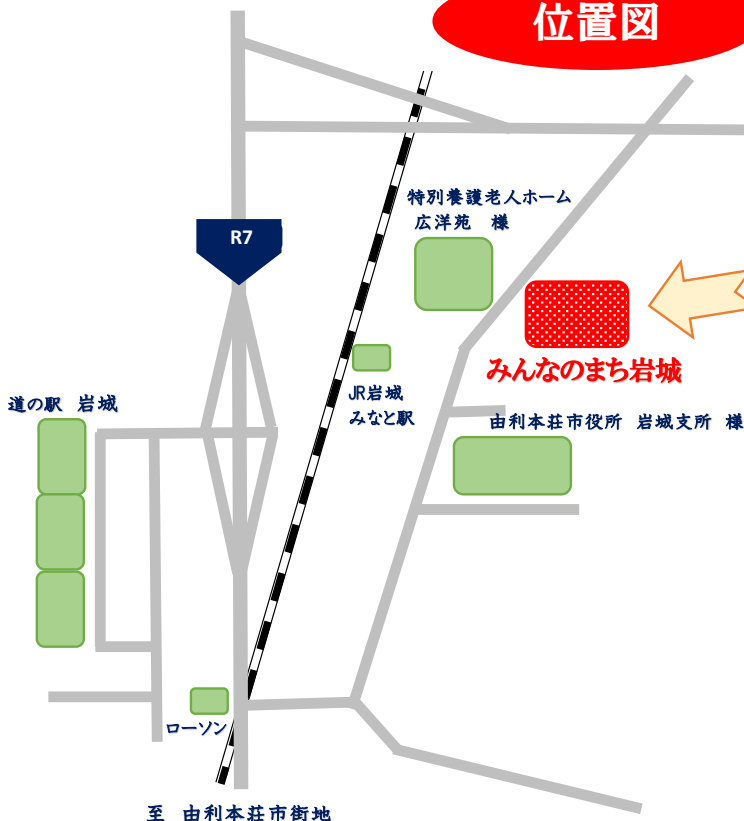 位置図
特別養護老人ホーム
広洋苑　様
R7
みんなのまち岩城
JR岩城
みなと駅
道の駅　岩城
由利本荘市役所　岩城支所　様
ローソン
至　由利本荘市街地